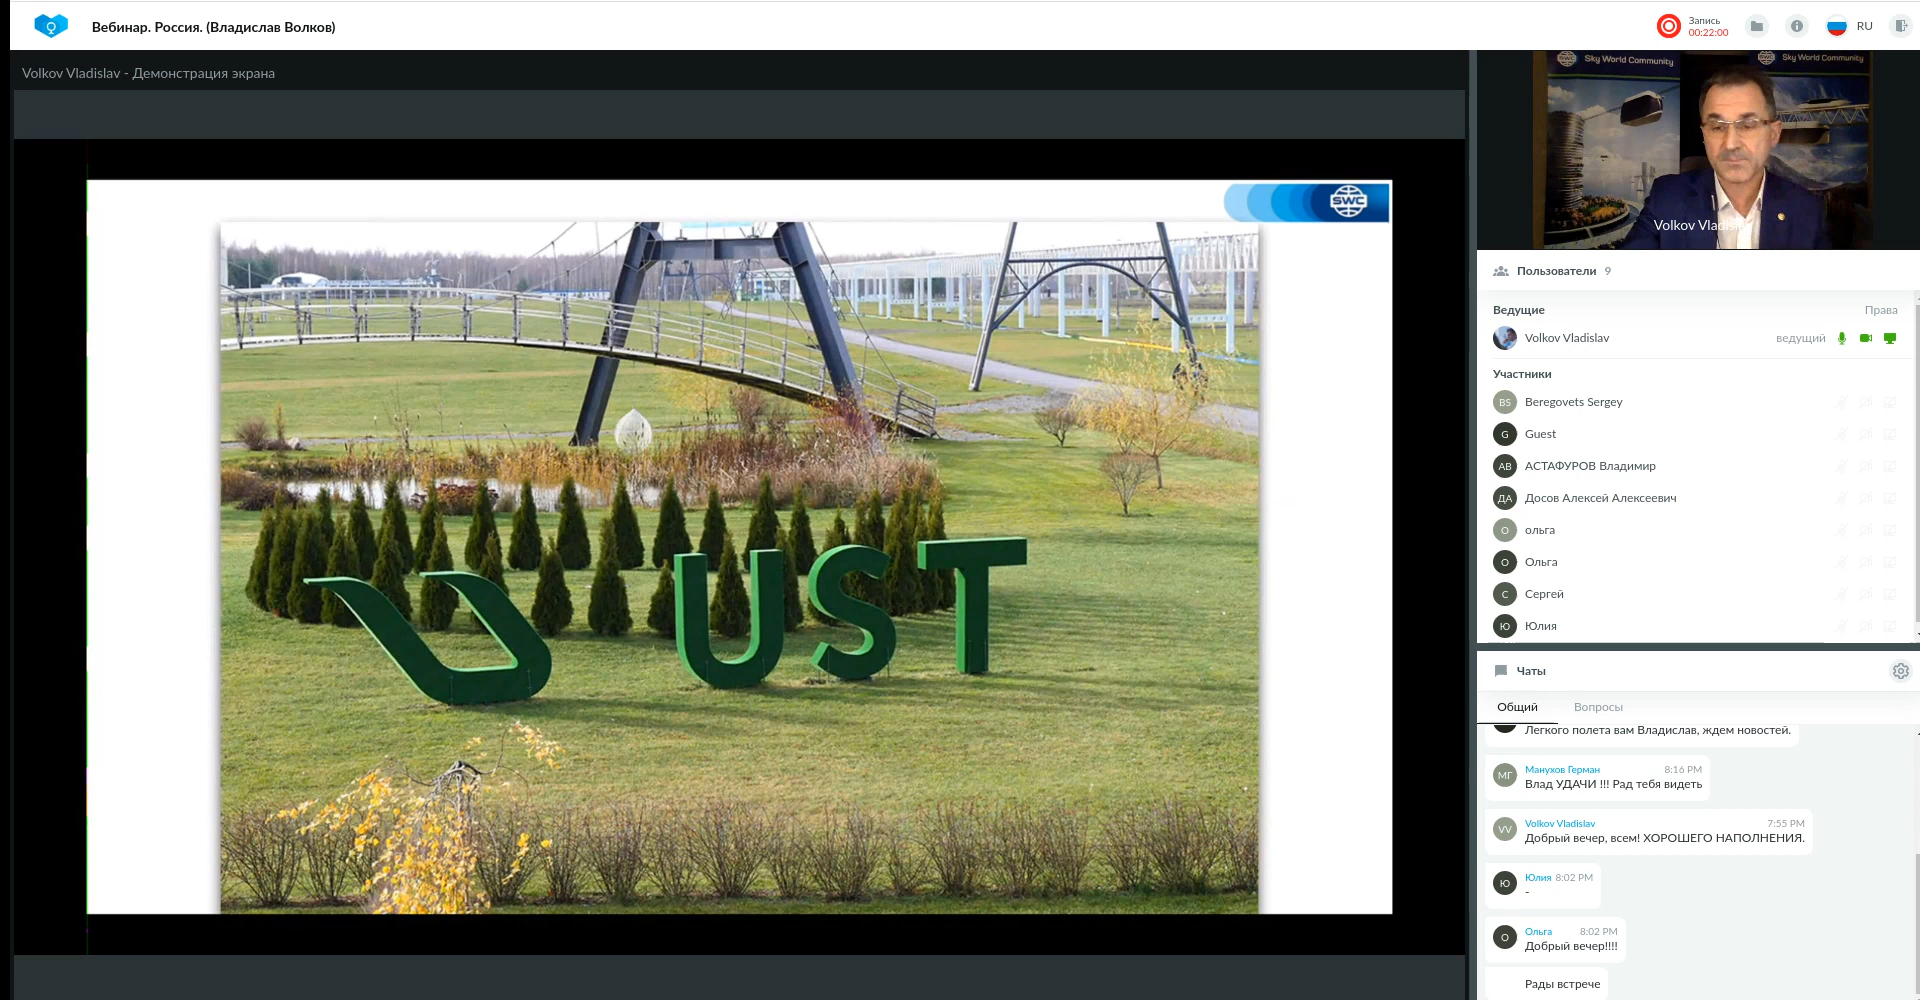 Вебинар. Россия. (Владислав Волков)
Запись
00:22:00
RU
Volkov Vladislav - Демонстрация экрана
SWC
UST
SWC Sky World Community
SWC Sky World Community
Volkov Vladislav
Пользователи 9
Ведущие Права
Volkov Vladislav ведущий
Участники
BS Beregovets Sergey
G Guest
АВ АСТАФУРОВ Владимир
ДА Досов Алексей Алексеевич
О ольга
О Ольга
С Сергей
Ю Юлия
Чаты
Общий Вопросы
Легкого полета вам Владислав, ждем новостей.
МГ Манухов Герман 8:16 PM
Влад УДАЧИ !!! Рад тебя видеть
VV Volkov Vladislav 7:55 PM
Добрый вечер, всем! ХОРОШЕГО НАПОЛНЕНИЯ.
Ю Юлия 8:02 PM
-
О Ольга 8:02 PM
Добрый вечер!!!!
Рады встрече